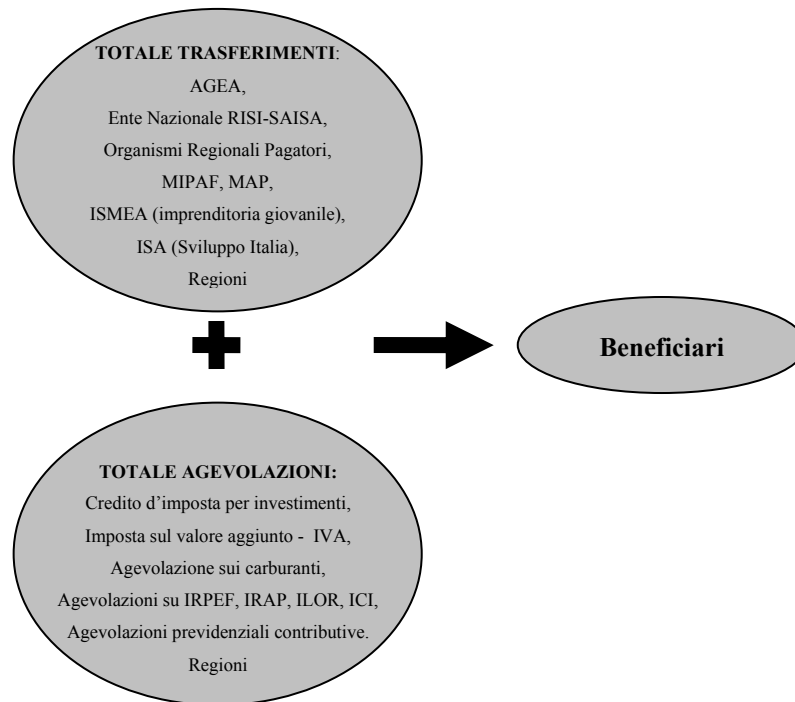 TOTALE TRASFERIMENTI:
AGEA,
Ente Nazionale RISI-SAISA,
Organismi Regionali Pagatori,
MIPAF, MAP,
ISMEA (imprenditoria giovanile),
ISA (Sviluppo Italia),
Regioni
Beneficiari
TOTALE AGEVOLAZIONI:
Credito d’imposta per investimenti,
Imposta sul valore aggiunto - IVA,
Agevolazione sui carburanti,
Agevolazioni su IRPEF, IRAP, ILOR, ICI,
Agevolazioni previdenziali contributive.
Regioni